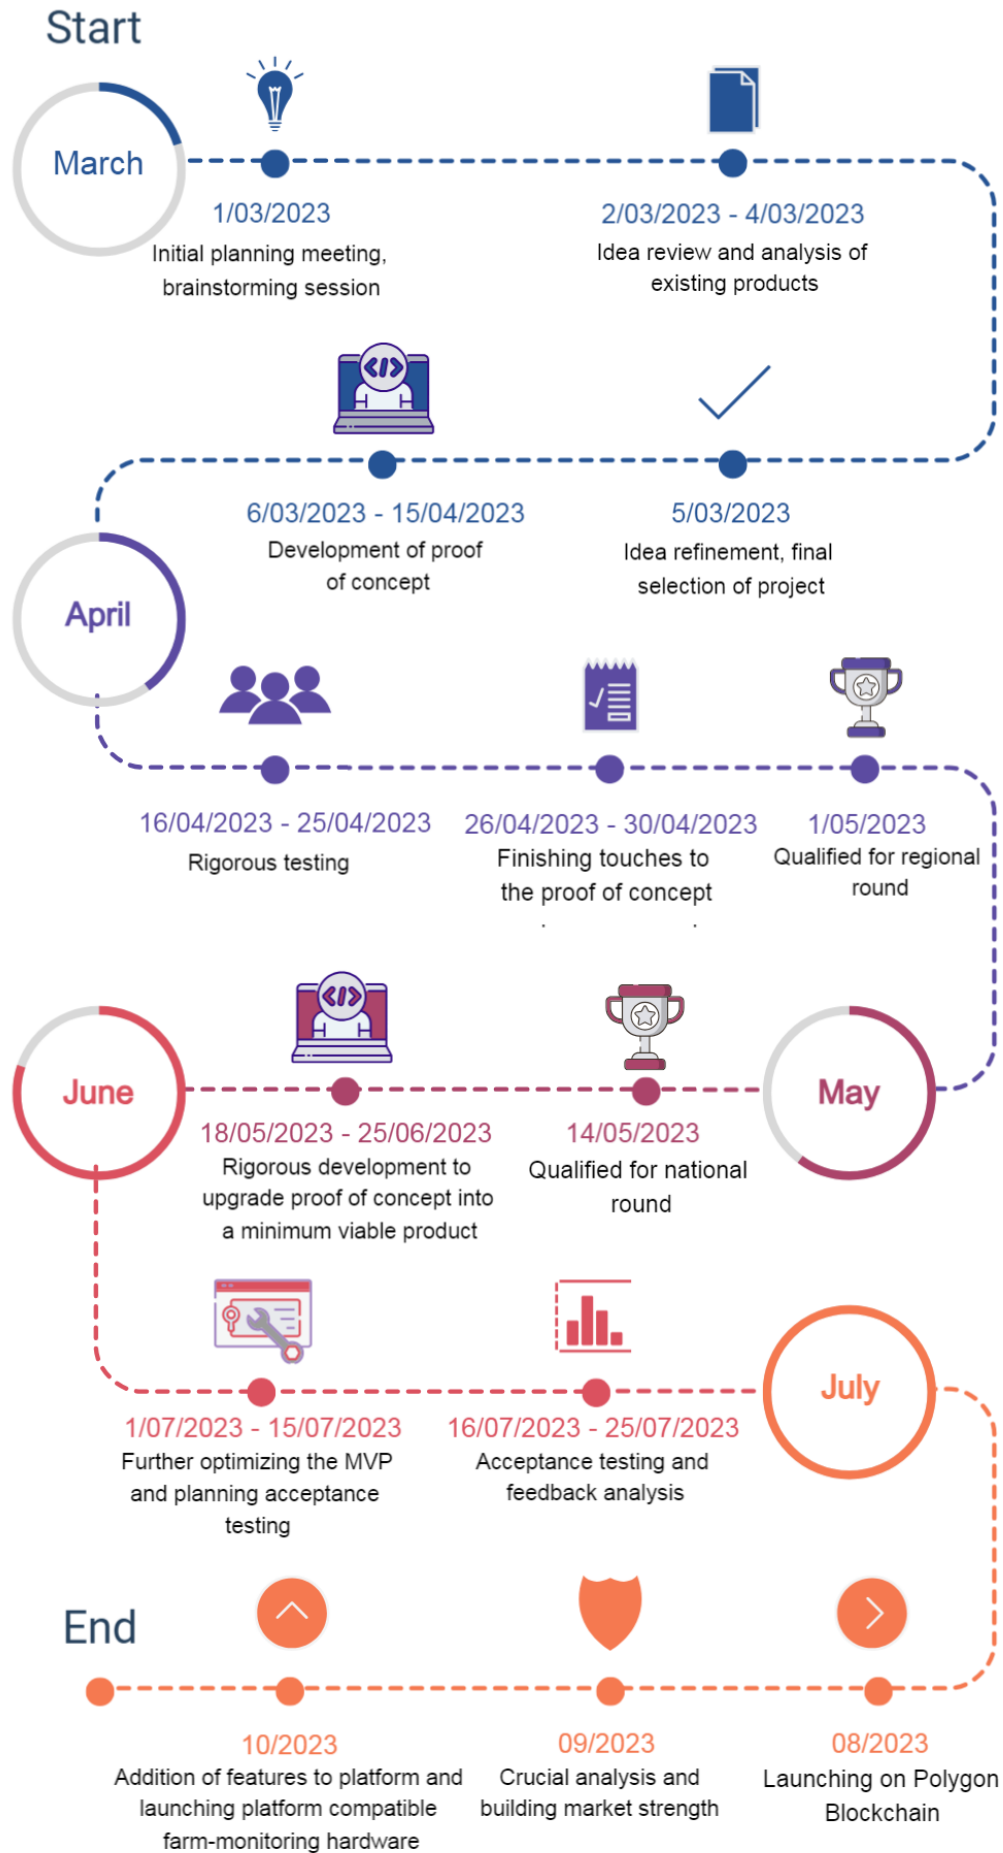 Start
March
1/03/2023
Initial planning meeting,
brainstorming session
2/03/2023 - 4/03/2023
Idea review and analysis of
existing products
5/03/2023
Idea refinement, final
selection of project
6/03/2023 - 15/04/2023
Development of proof
of concept
April
16/04/2023 - 25/04/2023
Rigorous testing
26/04/2023 - 30/04/2023
Finishing touches to
the proof of concept
1/05/2023
Qualified for regional
round
May
14/05/2023
Qualified for national
round
18/05/2023 - 25/06/2023
Rigorous development to
upgrade proof of concept into
a minimum viable product
June
1/07/2023 - 15/07/2023
Further optimizing the MVP
and planning acceptance
testing
16/07/2023 - 25/07/2023
Acceptance testing and
feedback analysis
July
08/2023
Launching on Polygon
Blockchain
09/2023
Crucial analysis and
building market strength
10/2023
Addition of features to platform and
launching platform compatible
farm-monitoring hardware
End